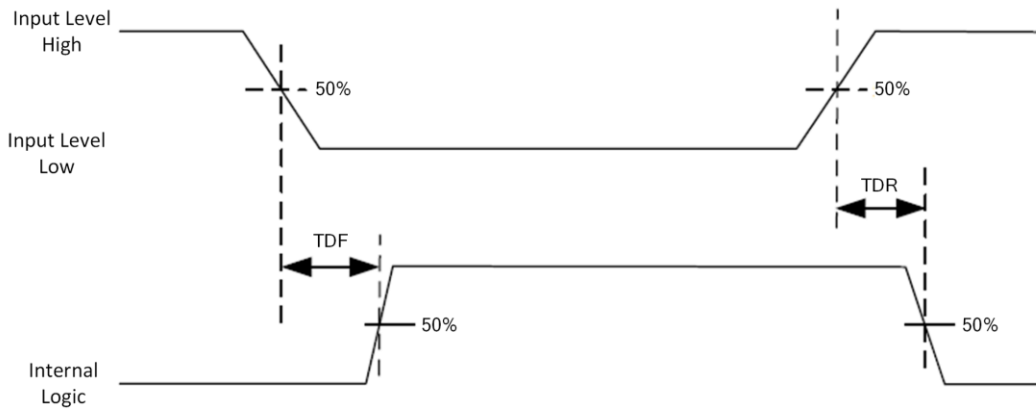 Input Level
High
50%
50%
Input Level
Low
TDR
TDF
50%
50%
Internal
Logic